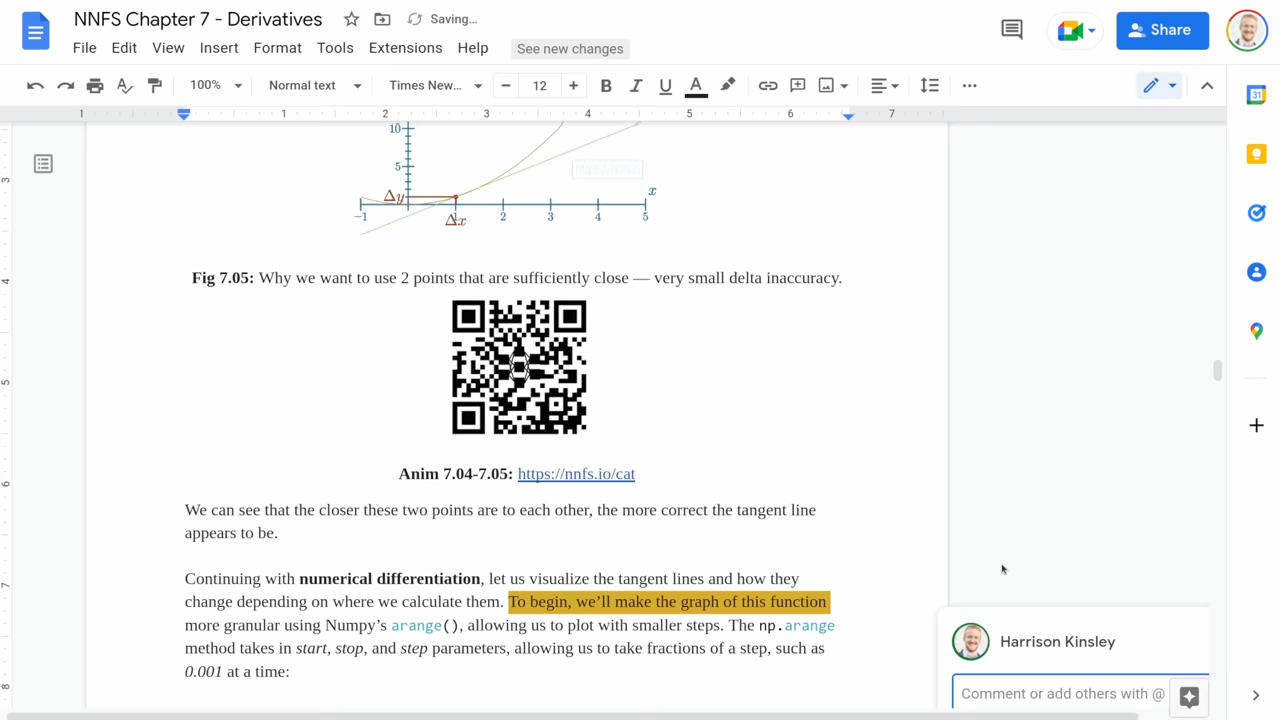 NNFS Chapter 7 - Derivatives
Saving…
File Edit View Insert Format Tools Extensions Help
See new changes
Share
100%
Normal text
Times New...
12
B I U A
31
1 1 2 3 4 5 6 7
3
4
5
6
7
8
10
5
Δy
x
−1 Δx 2 3 4 5
Fig 7.05: Why we want to use 2 points that are sufficiently close — very small delta inaccuracy.
Anim 7.04-7.05: https://nnfs.io/cat
We can see that the closer these two points are to each other, the more correct the tangent line
appears to be.
Continuing with numerical differentiation, let us visualize the tangent lines and how they
change depending on where we calculate them. To begin, we’ll make the graph of this function
more granular using Numpy’s arange(), allowing us to plot with smaller steps. The np.arange
method takes in start, stop, and step parameters, allowing us to take fractions of a step, such as
0.001 at a time:
Harrison Kinsley
Comment or add others with @